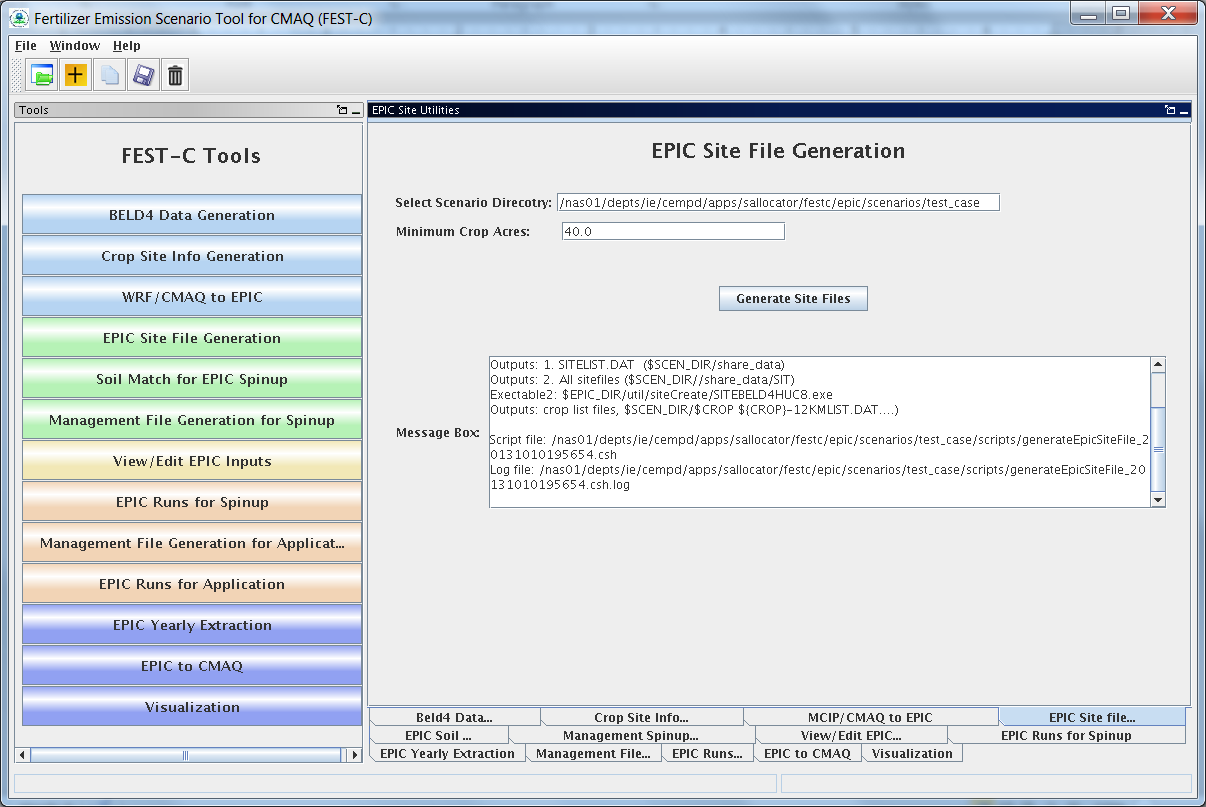 Fertilizer Emission Scenario Tool for CMAQ (FEST-C)
File Window Help
Tools
EPIC Site Utilities
FEST-C Tools
BELD4 Data Generation
Crop Site Info Generation
WRF/CMAQ to EPIC
EPIC Site File Generation
Soil Match for EPIC Spinup
Management File Generation for Spinup
View/Edit EPIC Inputs
EPIC Runs for Spinup
Management File Generation for Applicat...
EPIC Runs for Application
EPIC Yearly Extraction
EPIC to CMAQ
Visualization
EPIC Site File Generation
Select Scenario Direcotry: /nas01/depts/ie/cempd/apps/sallocator/festc/epic/scenarios/test_case
Minimum Crop Acres: 40.0
Generate Site Files
Message Box:
Outputs: 1. SITELIST.DAT ($SCEN_DIR/share_data)
Outputs: 2. All sitefiles ($SCEN_DIR//share_data/SIT)
Exectable2: $EPIC_DIR/util/siteCreate/SITEBELD4HUC8.exe
Outputs: crop list files, $SCEN_DIR/$CROP ${CROP}-12KMLIST.DAT....)
Script file: /nas01/depts/ie/cempd/apps/sallocator/festc/epic/scenarios/test_case/scripts/generateEpicSiteFile_2
0131010195654.csh
Log file: /nas01/depts/ie/cempd/apps/sallocator/festc/epic/scenarios/test_case/scripts/generateEpicSiteFile_20
131010195654.csh.log
Beld4 Data... Crop Site Info... MCIP/CMAQ to EPIC EPIC Site file...
EPIC Soil ... Management Spinup... View/Edit EPIC... EPIC Runs for Spinup
EPIC Yearly Extraction Management File... EPIC Runs... EPIC to CMAQ Visualization